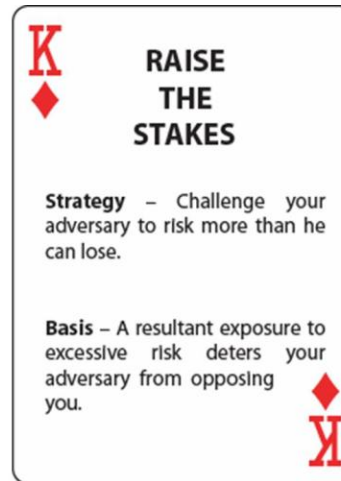 K
RAISE
THE
STAKES
Strategy – Challenge your
adversary to risk more than he
can lose.
Basis – A resultant exposure to
excessive risk deters your
adversary from opposing
you.
K